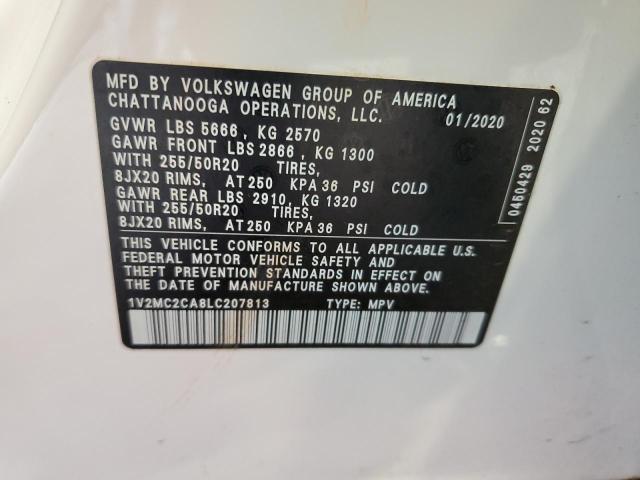 MFD BY VOLKSWAGEN GROUP OF AMERICA
CHATTANOOGA OPERATIONS, LLC. 01/2020
GVWR LBS 5666, KG 2570
GAWR FRONT LBS 2866, KG 1300
WITH 255/50R20 TIRES,
8JX20 RIMS, AT 250 KPA 36 PSI COLD
GAWR REAR LBS 2910, KG 1320
WITH 255/50R20 TIRES,
8JX20 RIMS, AT 250 KPA 36 PSI COLD
THIS VEHICLE CONFORMS TO ALL APPLICABLE U.S.
FEDERAL MOTOR VEHICLE SAFETY AND
THEFT PREVENTION STANDARDS IN EFFECT ON
THE DATE OF MANUFACTURE SHOWN ABOVE.
1V2MC2CA8LC207813 TYPE: MPV
0450429 2020 62